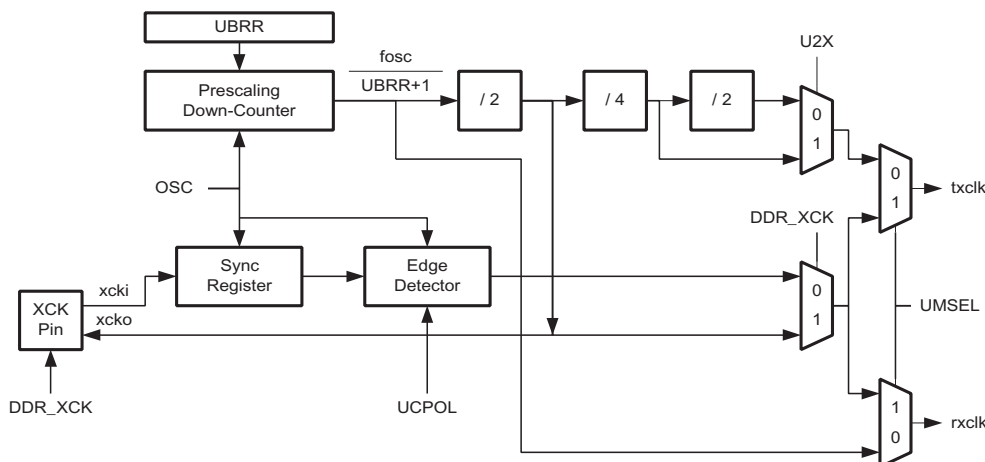 UBRR
fosc
U2X
Prescaling
Down-Counter
UBRR+1
/ 2
/ 4
/ 2
0
1
OSC
0
1
txclk
DDR_XCK
Sync
Register
Edge
Detector
xcki
0
1
XCK
Pin
xcko
UMSEL
DDR_XCK
UCPOL
1
0
rxclk